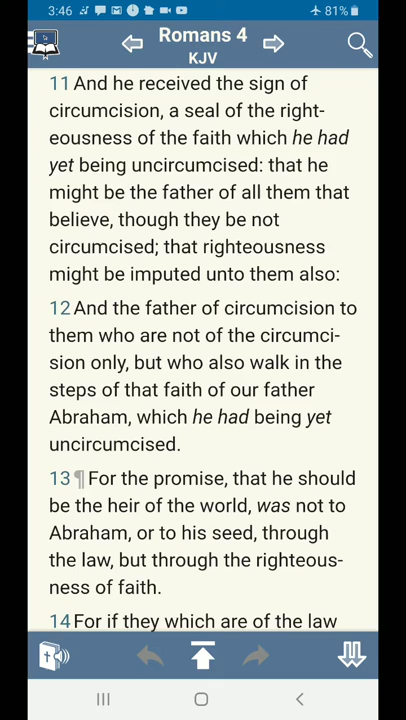 3:46 81%
Romans 4
KJV
11 And he received the sign of
circumcision, a seal of the right-
eousness of the faith which he had
yet being uncircumcised: that he
might be the father of all them that
believe, though they be not
circumcised; that righteousness
might be imputed unto them also:
12 And the father of circumcision to
them who are not of the circumci-
sion only, but who also walk in the
steps of that faith of our father
Abraham, which he had being yet
uncircumcised.
13 ¶ For the promise, that he should
be the heir of the world, was not to
Abraham, or to his seed, through
the law, but through the righteous-
ness of faith.
14 For if they which are of the law